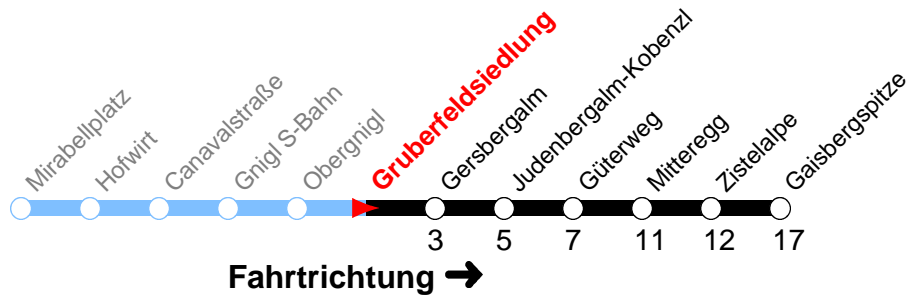 Mirabellplatz
Hofwirt
Canavalstraße
Gnigl S-Bahn
Obergnigl
Gruberfeldsiedlung
Gersbergalm
Judenbergalm-Kobenzl
Güterweg
Mitteregg
Zistelalpe
Gaisbergspitze
3 5 7 11 12 17
Fahrtrichtung ➔